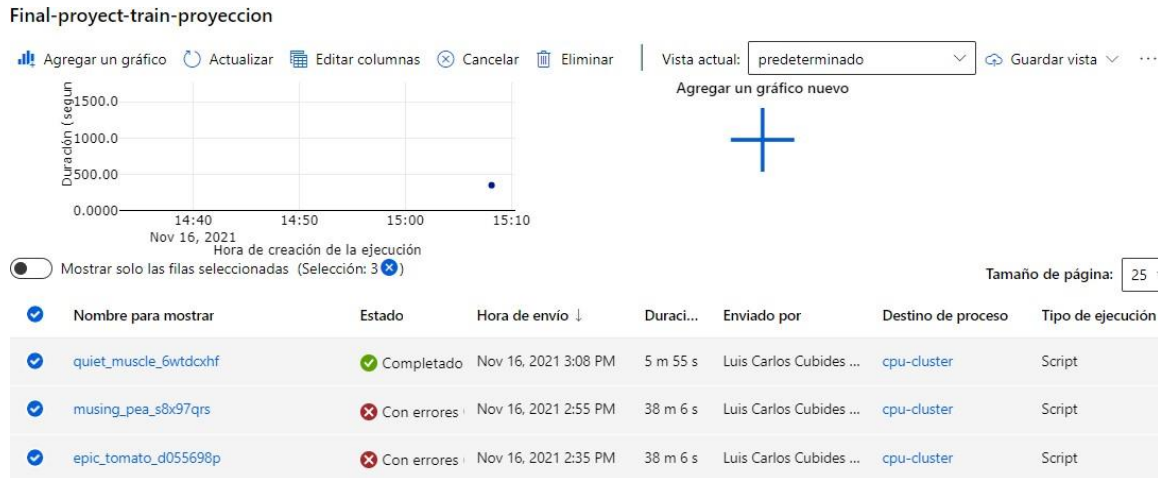 Final-proyect-train-proyeccion
Agregar un gráfico Actualizar Editar columnas Cancelar Eliminar Vista actual: predeterminado Guardar vista ...
Agregar un gráfico nuevo
Duración (segun
1500.0
1000.0
500.00
0.0000
14:40 14:50 15:00 15:10
Nov 16, 2021
Hora de creación de la ejecución
Mostrar solo las filas seleccionadas (Selección: 3)
Tamaño de página: 25
Nombre para mostrar Estado Hora de envío ↓ Duraci... Enviado por Destino de proceso Tipo de ejecución
quiet_muscle_6wtdcxhf Completado Nov 16, 2021 3:08 PM 5 m 55 s Luis Carlos Cubides ... cpu-cluster Script
musing_pea_s8x97qrs Con errores Nov 16, 2021 2:55 PM 38 m 6 s Luis Carlos Cubides ... cpu-cluster Script
epic_tomato_d055698p Con errores Nov 16, 2021 2:35 PM 38 m 6 s Luis Carlos Cubides ... cpu-cluster Script